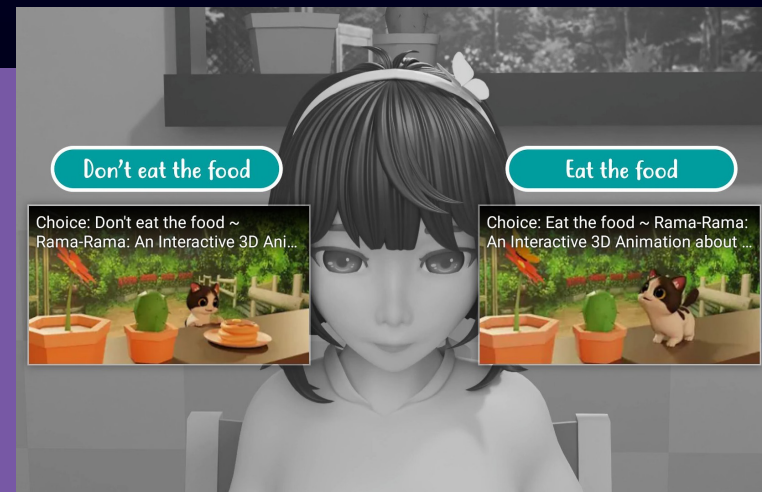 Don't eat the food
Choice: Don't eat the food ~
Rama-Rama: An Interactive 3D Ani...
Eat the food
Choice: Eat the food ~ Rama-Rama:
An Interactive 3D Animation about ...